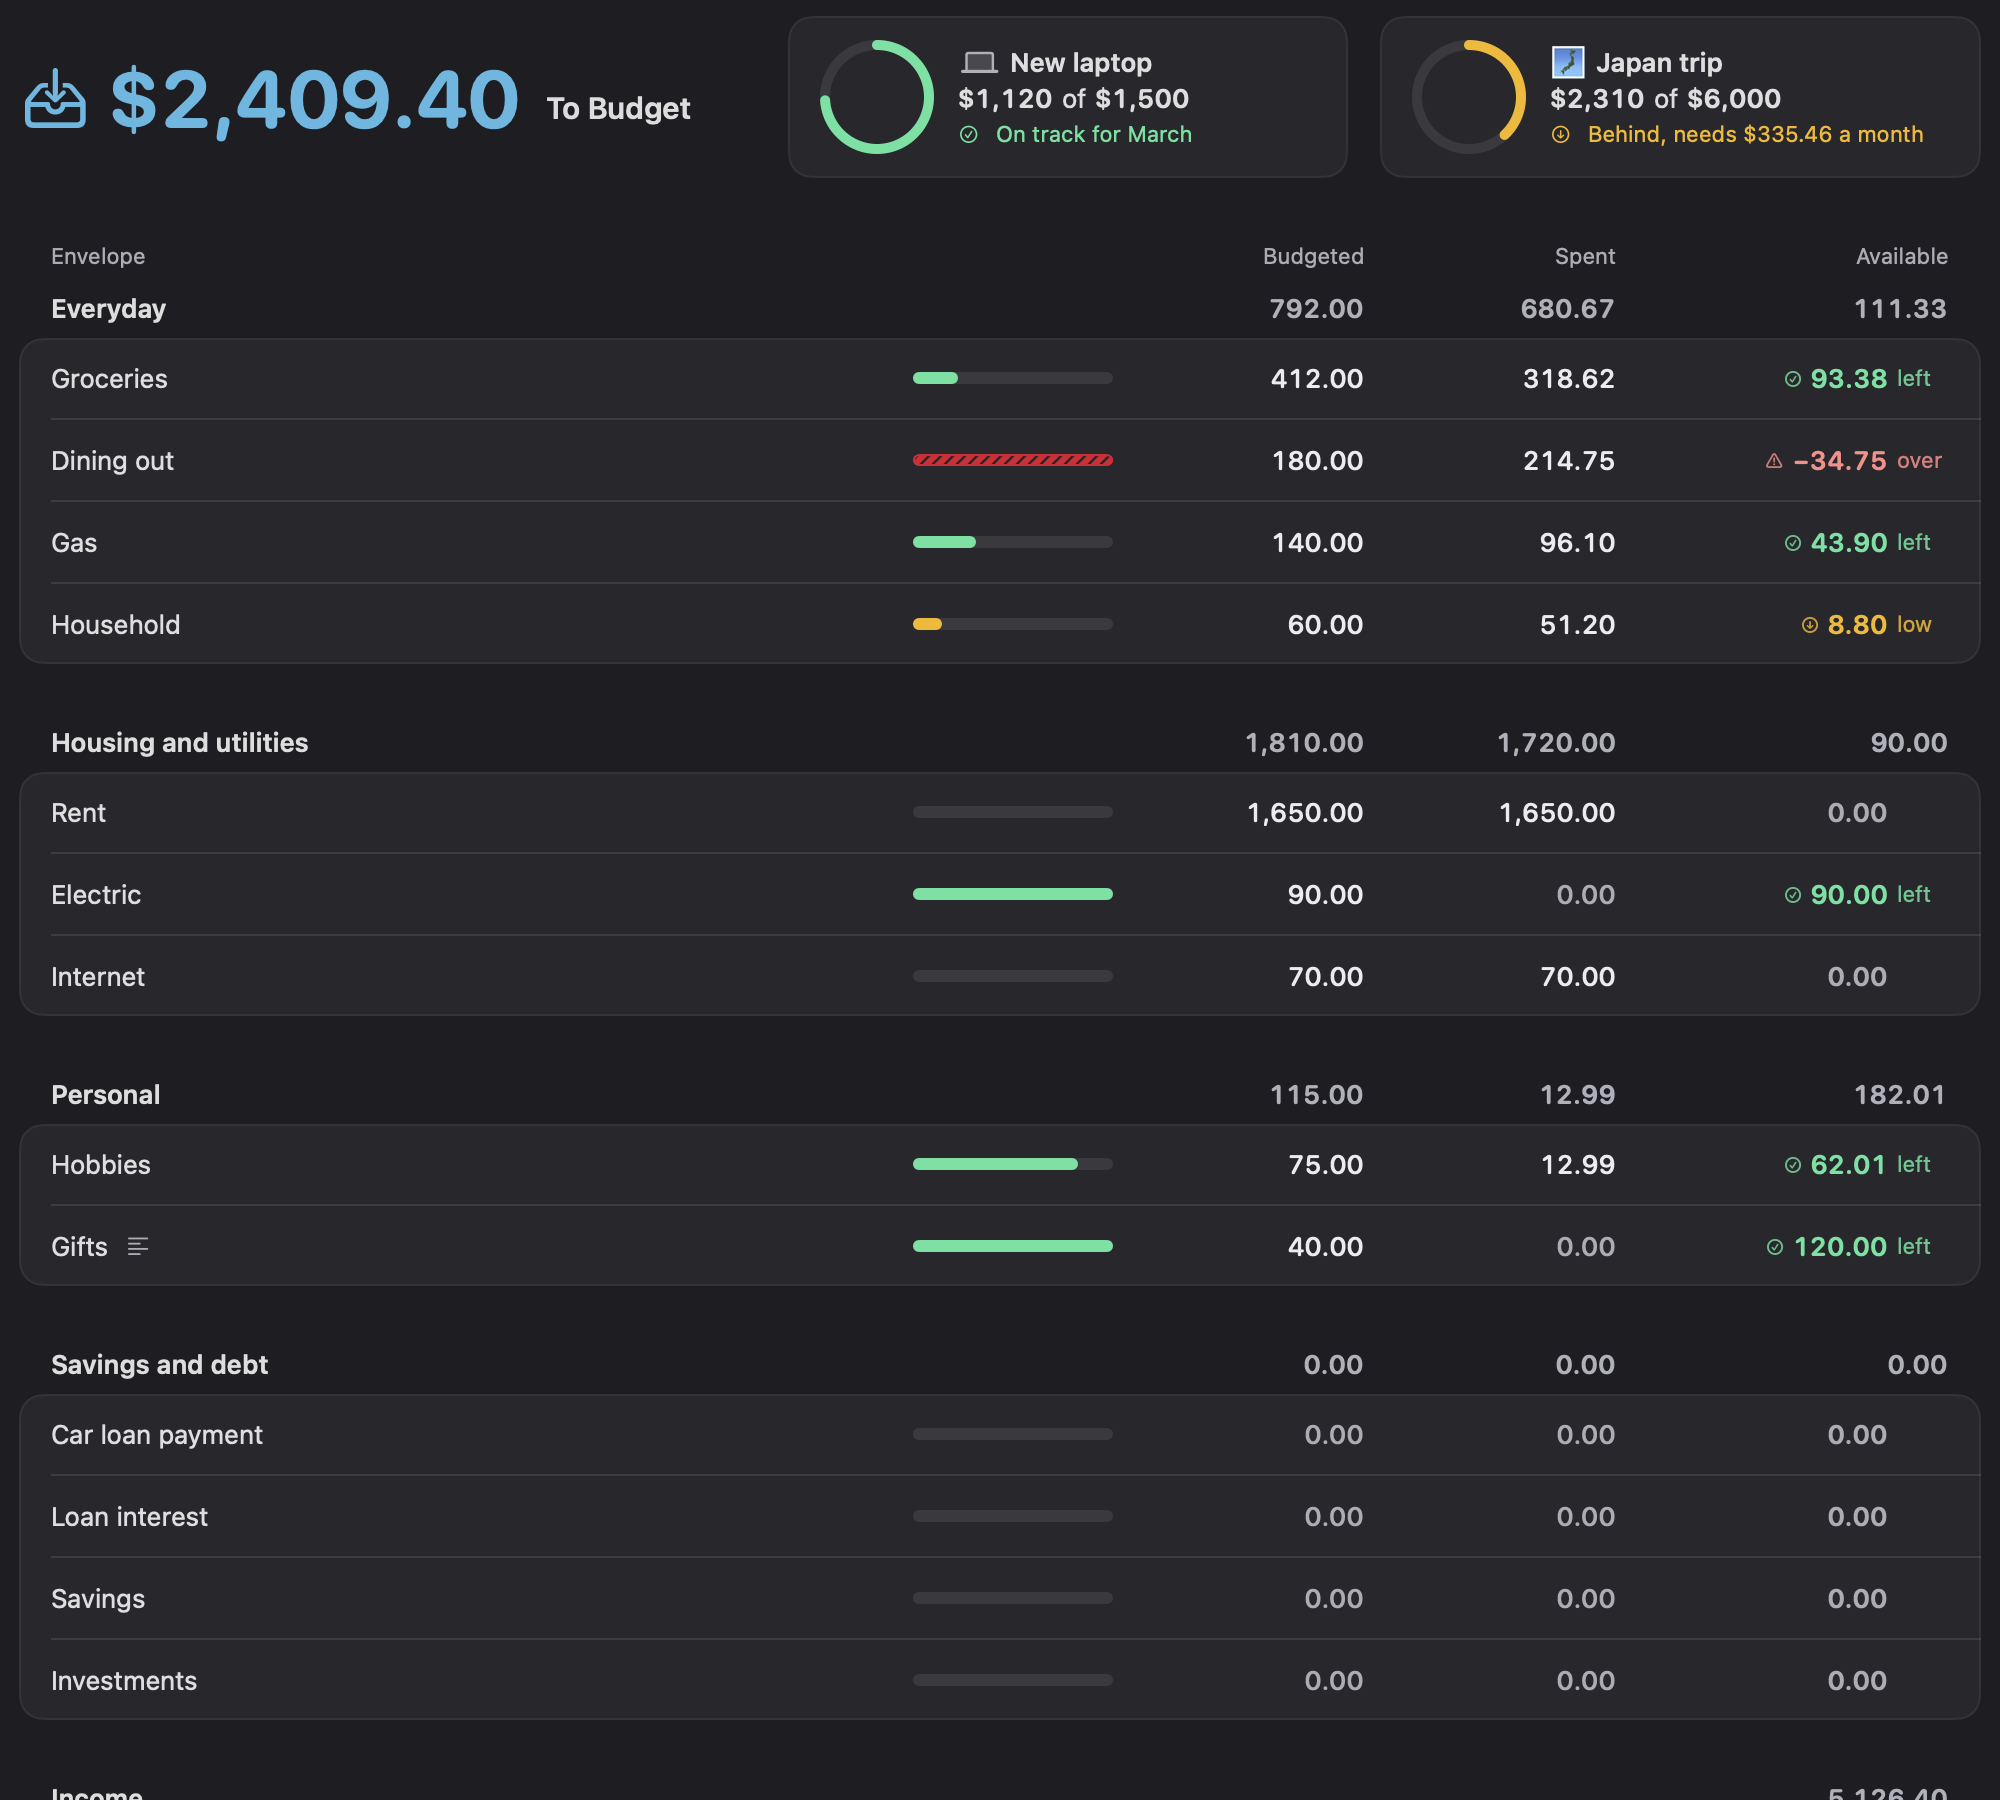 $2,409.40 To Budget
New laptop
$1,120 of $1,500
On track for March
Japan trip
$2,310 of $6,000
Behind, needs $335.46 a month
Envelope Budgeted Spent Available
Everyday 792.00 680.67 111.33
Groceries 412.00 318.62 93.38 left
Dining out 180.00 214.75 −34.75 over
Gas 140.00 96.10 43.90 left
Household 60.00 51.20 8.80 low
Housing and utilities 1,810.00 1,720.00 90.00
Rent 1,650.00 1,650.00 0.00
Electric 90.00 0.00 90.00 left
Internet 70.00 70.00 0.00
Personal 115.00 12.99 182.01
Hobbies 75.00 12.99 62.01 left
Gifts 40.00 0.00 120.00 left
Savings and debt 0.00 0.00 0.00
Car loan payment 0.00 0.00 0.00
Loan interest 0.00 0.00 0.00
Savings 0.00 0.00 0.00
Investments 0.00 0.00 0.00
Income 5,126.40